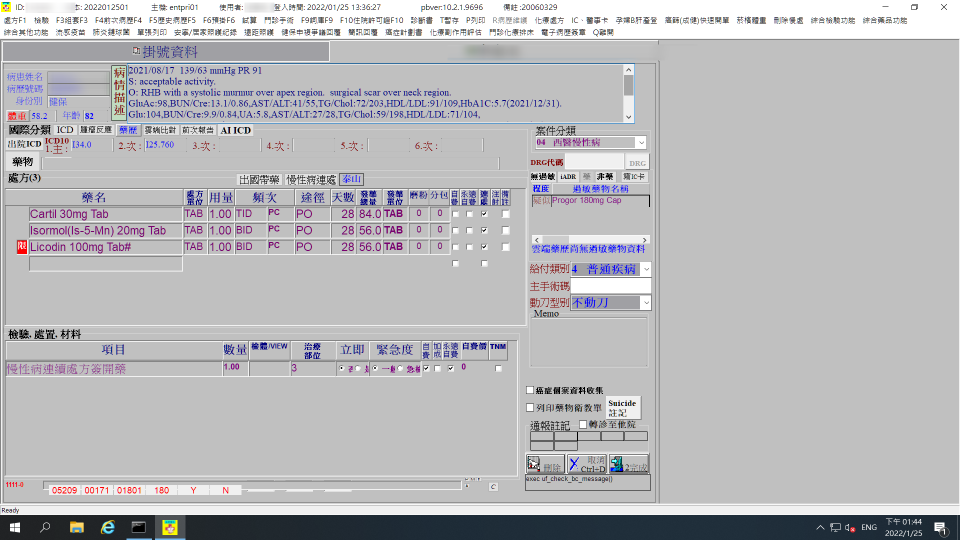 ID: 號: 2022012501 主機: entpri01 使用者: 登入時間: 2022/01/25 13:36:27 pbver:10.2.1.9696 備註:20060329
處方F1 檢驗 F3組套F3 F4前次病歷F4 F5歷史病歷F5 F6預掛F6 試算 門診手術 F9詞庫F9 F10住院許可證F10 診斷書 T暫存 P列印 R病歷後續 化療處方 IC、醫事卡 孕婦B肝產登 癌篩(成健)快速開單 菸檳體重 刪除優處 綜合檢驗功能 綜合藥品功能
綜合其他功能 流感疫苗 肺炎鏈球菌 單張列印 安寧/居家照護紀錄 遠距照護 健保申複爭議回覆 簡訊回覆 癌症計劃書 化療副作用評估 門診化療排床 電子病歷簽章 Q離開
掛號資料
病患姓名
病歷號碼
身份別 健保
體重 58.2 年齡 82
病情描述
2021/08/17 139/63 mmHg PR 91
S: acceptable activity.
O: RHB with a systolic murmur over apex region. surgical scar over neck region.
GluAc:98,BUN/Cre:13.1/0.86,AST/ALT:41/55,TG/Chol:72/203,HDL/LDL:91/109,HbA1C:5.7(2021/12/31).
Glu:104,BUN/Cre:9.9/0.84,UA:5.8,AST/ALT:27/28,TG/Chol:59/198,HDL/LDL:71/104,
國際分類 ICD 腫瘤反應 藥歷 雲端比對 前次報告 AI ICD
出院ICD ICD10
1.主: I34.0 2.次: I25.760 3.次: 4.次: 5.次: 6.次:
藥物
處方(3) 出國帶藥 慢性病連處 泰山
藥名 處方單位 用量 頻次 途徑 天數 發藥總量 發藥單位 磨粉 分包 自費 永遠自費 連處 注射 備註
Cartil 30mg Tab TAB 1.00 TID PC PO 28 84.0 TAB 0 0
Isormol(Is-5-Mn) 20mg Tab TAB 1.00 BID PC PO 28 56.0 TAB 0 0
限 Licodin 100mg Tab# TAB 1.00 BID PC PO 28 56.0 TAB 0 0
案件分類
04 西醫慢性病
DRG代碼 DRG
無過敏 iADR 藥 非藥 寫IC卡
程度 過敏藥物名稱
疑似 Progor 180mg Cap
雲端藥歷尚無過敏藥物資料
給付類別 4 普通疾病
主手術碼
動刀型別 不動刀
Memo
檢驗, 處置, 材料
項目 數量 檢體/VIEW 治療部位 立即 緊急度 自費 加成 永遠自費 自費價 TNM
慢性病連續處方簽開藥 1.00 3 0
癌症個案資料收集
列印藥物衛教單 Suicide
註記
通報註記 轉診至他院
刪除 取消
Ctrl+D F12完成
exec uf_check_bc_message()
1111-0 05209 00171 01801 180 Y N C
Ready
ENG 下午 01:44
2022/1/25
1